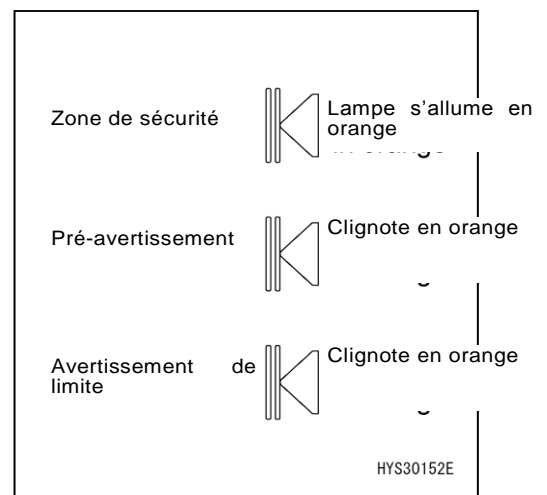 Zone de sécurité
Lampe s'allume en
orange
Pré-avertissement
Clignote en orange
Avertissement de
limite
Clignote en orange
HYS30152E